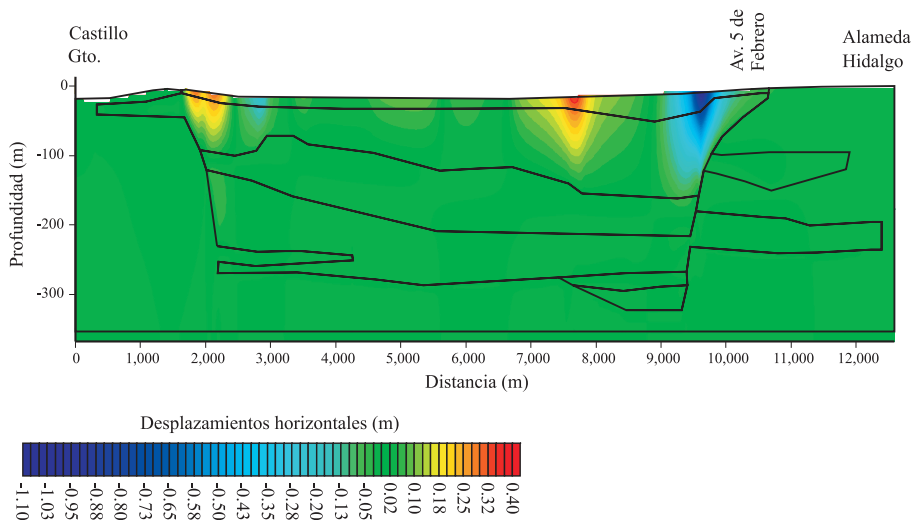 Castillo
Gto.
Av. 5 de
Febrero
Alameda
Hidalgo
Profundidad (m)
0
-100
-200
-300
0 1,000 2,000 3,000 4,000 5,000 6,000 7,000 8,000 9,000 10,000 11,000 12,000
Distancia (m)
Desplazamientos horizontales (m)
-1.10 -1.03 -0.95 -0.88 -0.80 -0.73 -0.65 -0.58 -0.50 -0.43 -0.35 -0.28 -0.20 -0.13 -0.05 0.02 0.10 0.18 0.25 0.32 0.40